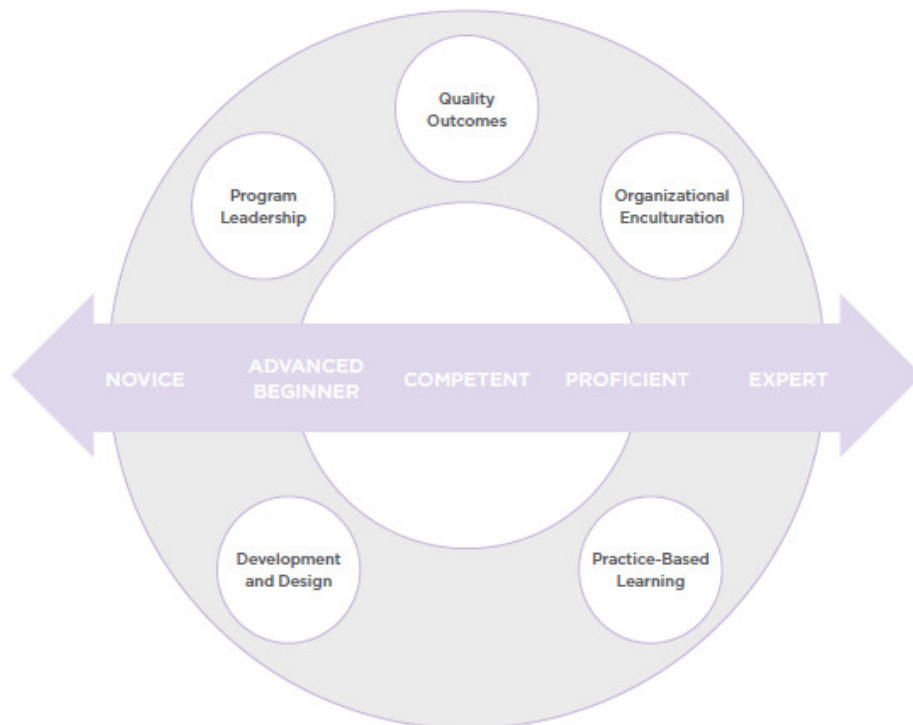 Quality
Outcomes
Program
Leadership
Organizational
Enculturation
NOVICE
ADVANCED
BEGINNER
COMPETENT
PROFICIENT
EXPERT
Development
and Design
Practice-Based
Learning